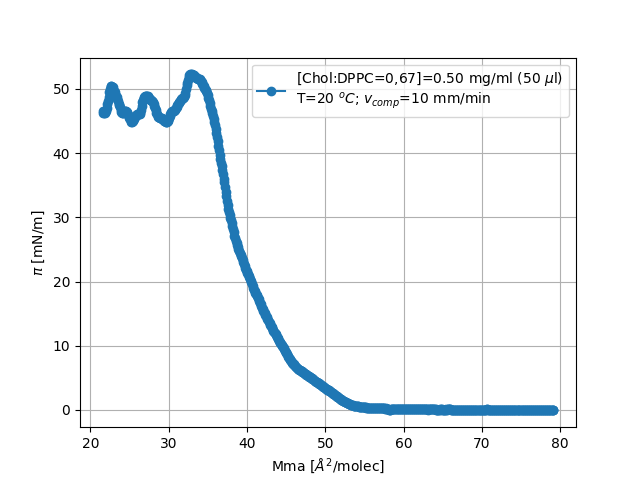 [Chol:DPPC=0,67]=0.50 mg/ml (50 μl)
T=20 °C; v_comp=10 mm/min
50
40
30
20
10
0
π [mN/m]
20 30 40 50 60 70 80
Mma [Å²/molec]